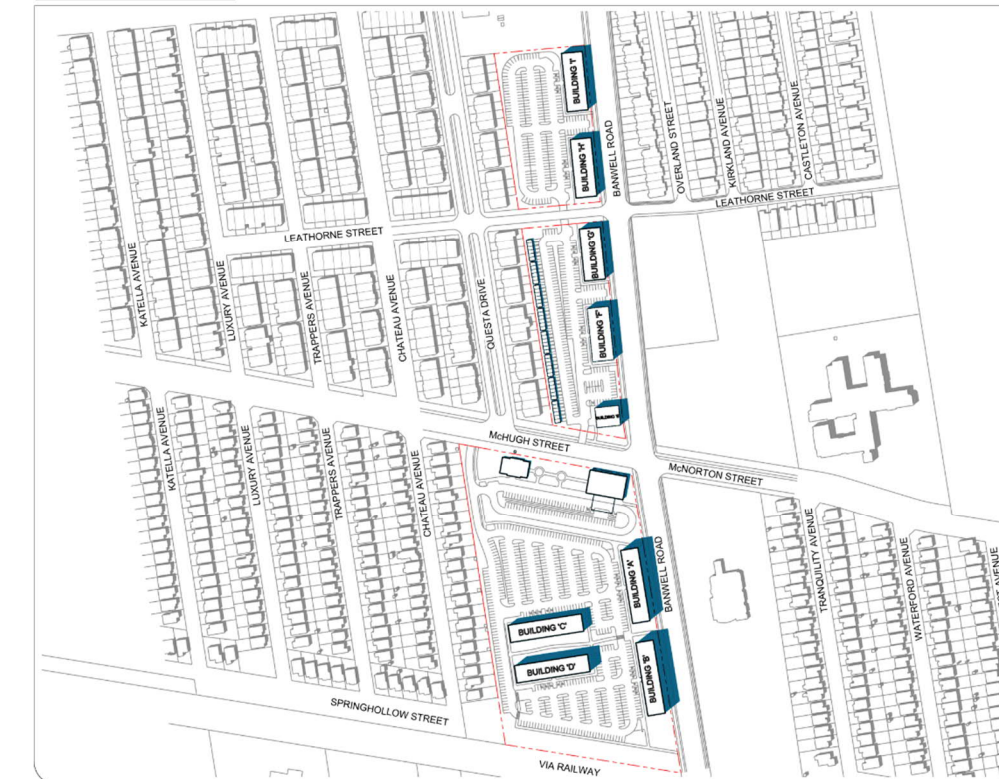 BUILDING 'I'
BUILDING 'H'
BANWELL ROAD
OVERLAND STREET
KIRKLAND AVENUE
CASTLETON AVENUE
LEATHORNE STREET
LEATHORNE STREET
KATELLA AVENUE
LUXURY AVENUE
TRAPPERS AVENUE
CHATEAU AVENUE
QUESTA DRIVE
BUILDING 'G'
BUILDING 'F'
McHUGH STREET
McNORTON STREET
KATELLA AVENUE
LUXURY AVENUE
TRAPPERS AVENUE
CHATEAU AVENUE
BUILDING 'A'
BANWELL ROAD
TRANQUILITY AVENUE
WATERFORD AVENUE
AVENUE
BUILDING 'C'
BUILDING 'D'
BUILDING 'B'
SPRINGHOLLOW STREET
VIA RAILWAY